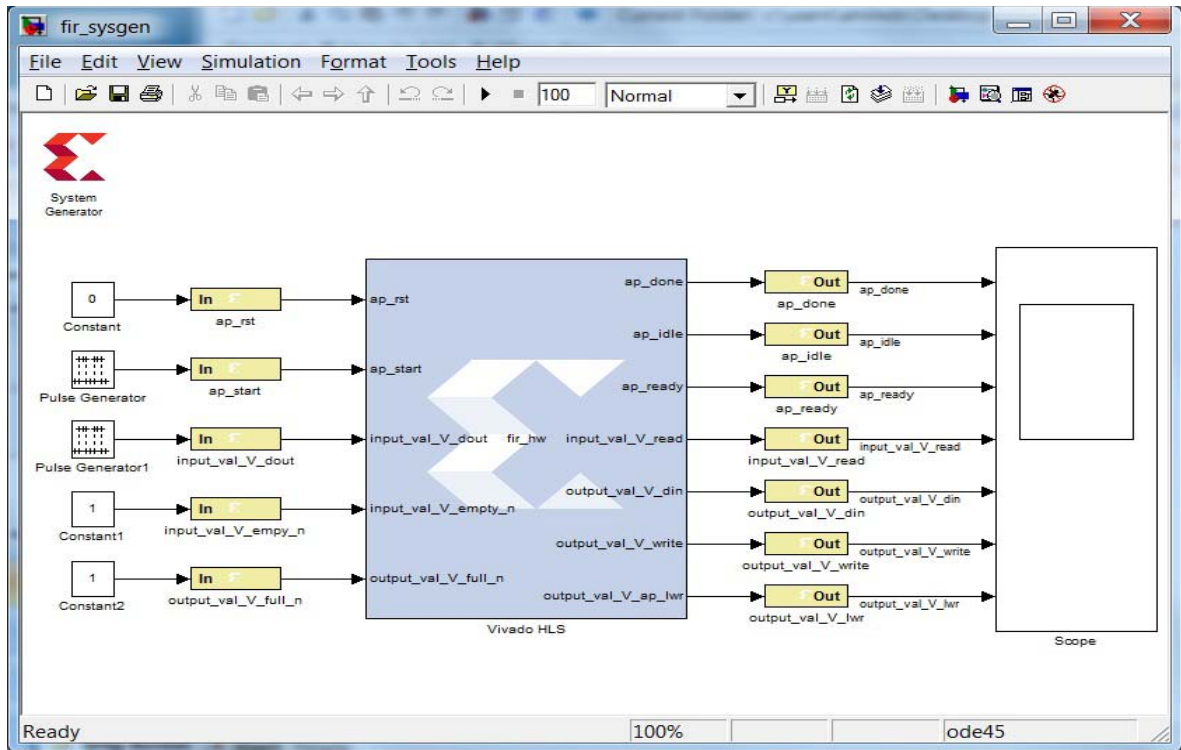 fir_sysgen
File Edit View Simulation Format Tools Help
100 Normal
System
Generator
0
Constant
In
ap_rst
ap_rst
Pulse Generator
In
ap_start
ap_start
Pulse Generator1
In
input_val_V_dout
input_val_V_dout
1
Constant1
In
input_val_V_empy_n
input_val_V_empty_n
1
Constant2
In
output_val_V_full_n
output_val_V_full_n
fir_hw
Vivado HLS
ap_done
Out
ap_done
ap_done
ap_idle
Out
ap_idle
ap_idle
ap_ready
Out
ap_ready
ap_ready
input_val_V_read
Out
input_val_V_read
input_val_V_read
output_val_V_din
Out
output_val_V_din
output_val_V_din
output_val_V_write
Out
output_val_V_write
output_val_V_write
output_val_V_ap_lwr
Out
output_val_V_lwr
output_val_V_lwr
Scope
Ready 100% ode45